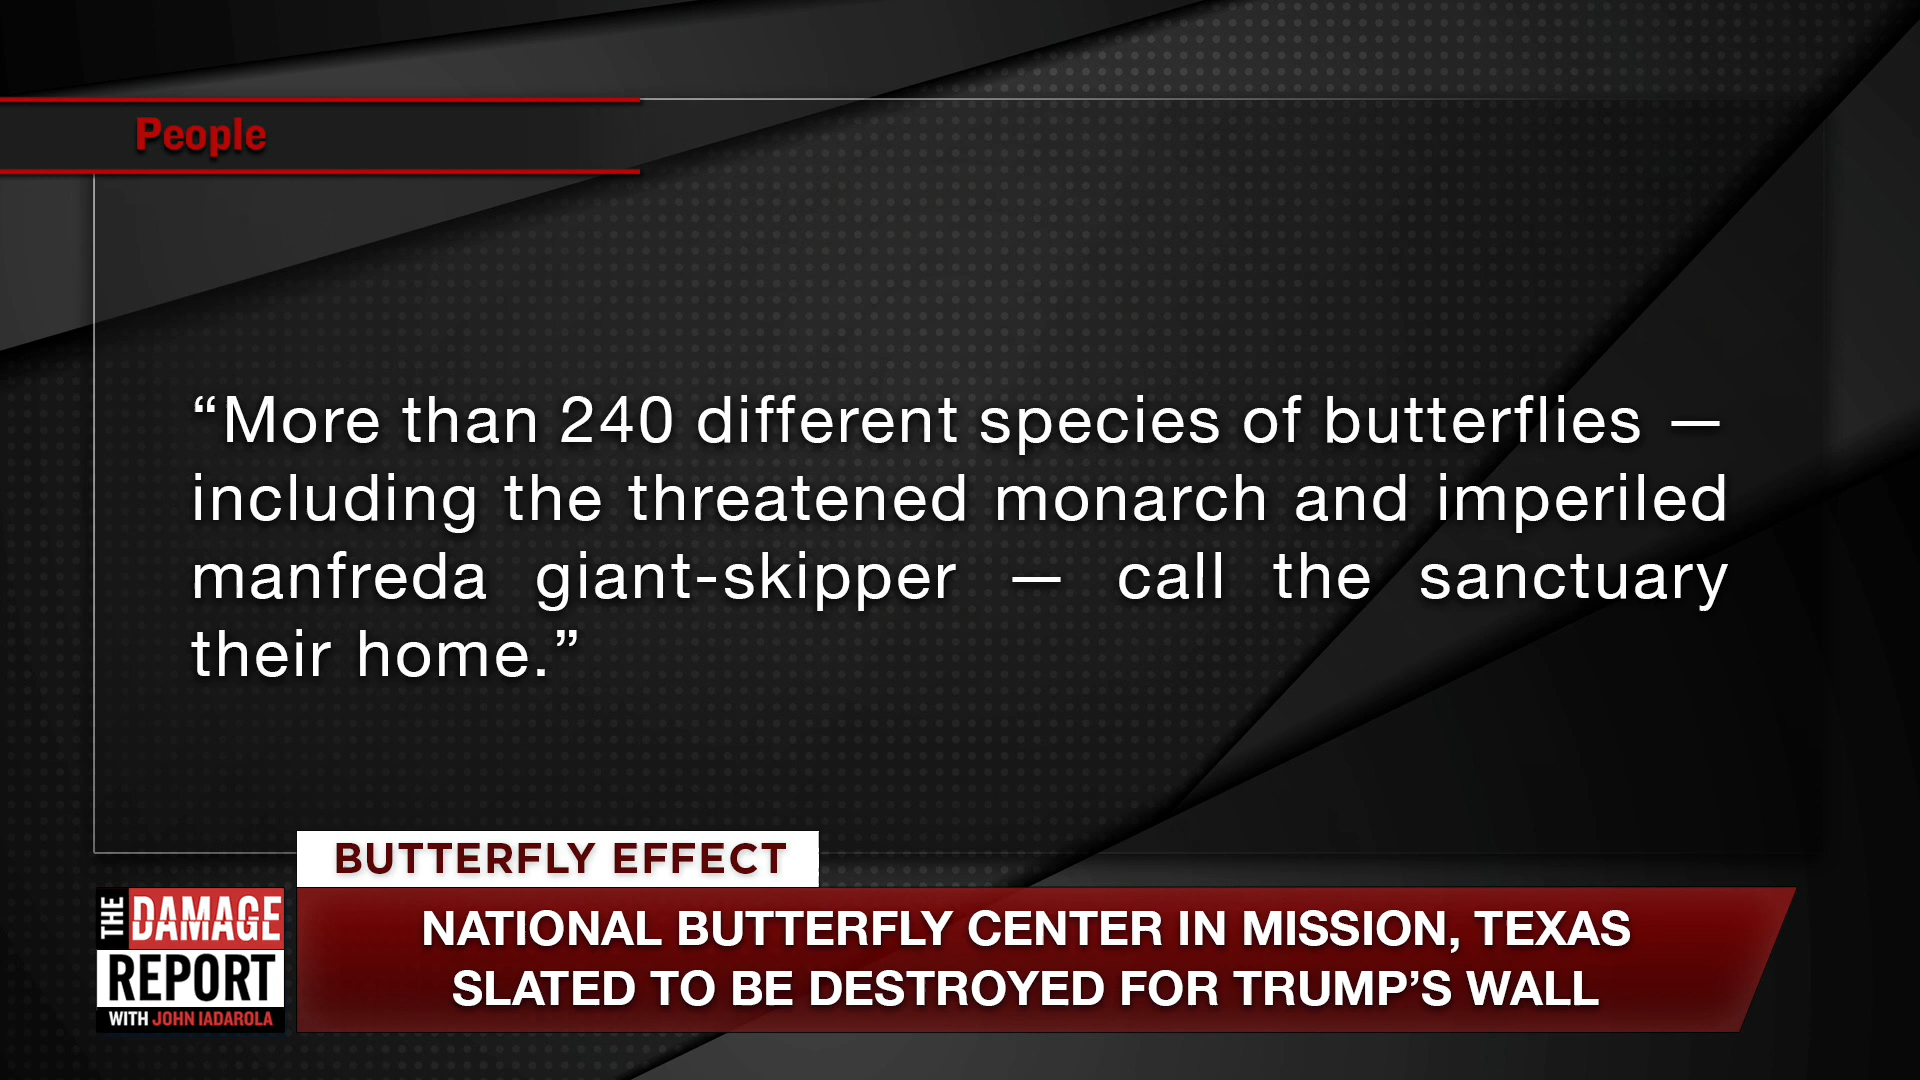 People
“More than 240 different species of butterflies —
including the threatened monarch and imperiled
manfreda giant-skipper — call the sanctuary
their home.”
BUTTERFLY EFFECT
NATIONAL BUTTERFLY CENTER IN MISSION, TEXAS
SLATED TO BE DESTROYED FOR TRUMP’S WALL
THE DAMAGE
REPORT
WITH JOHN IADAROLA